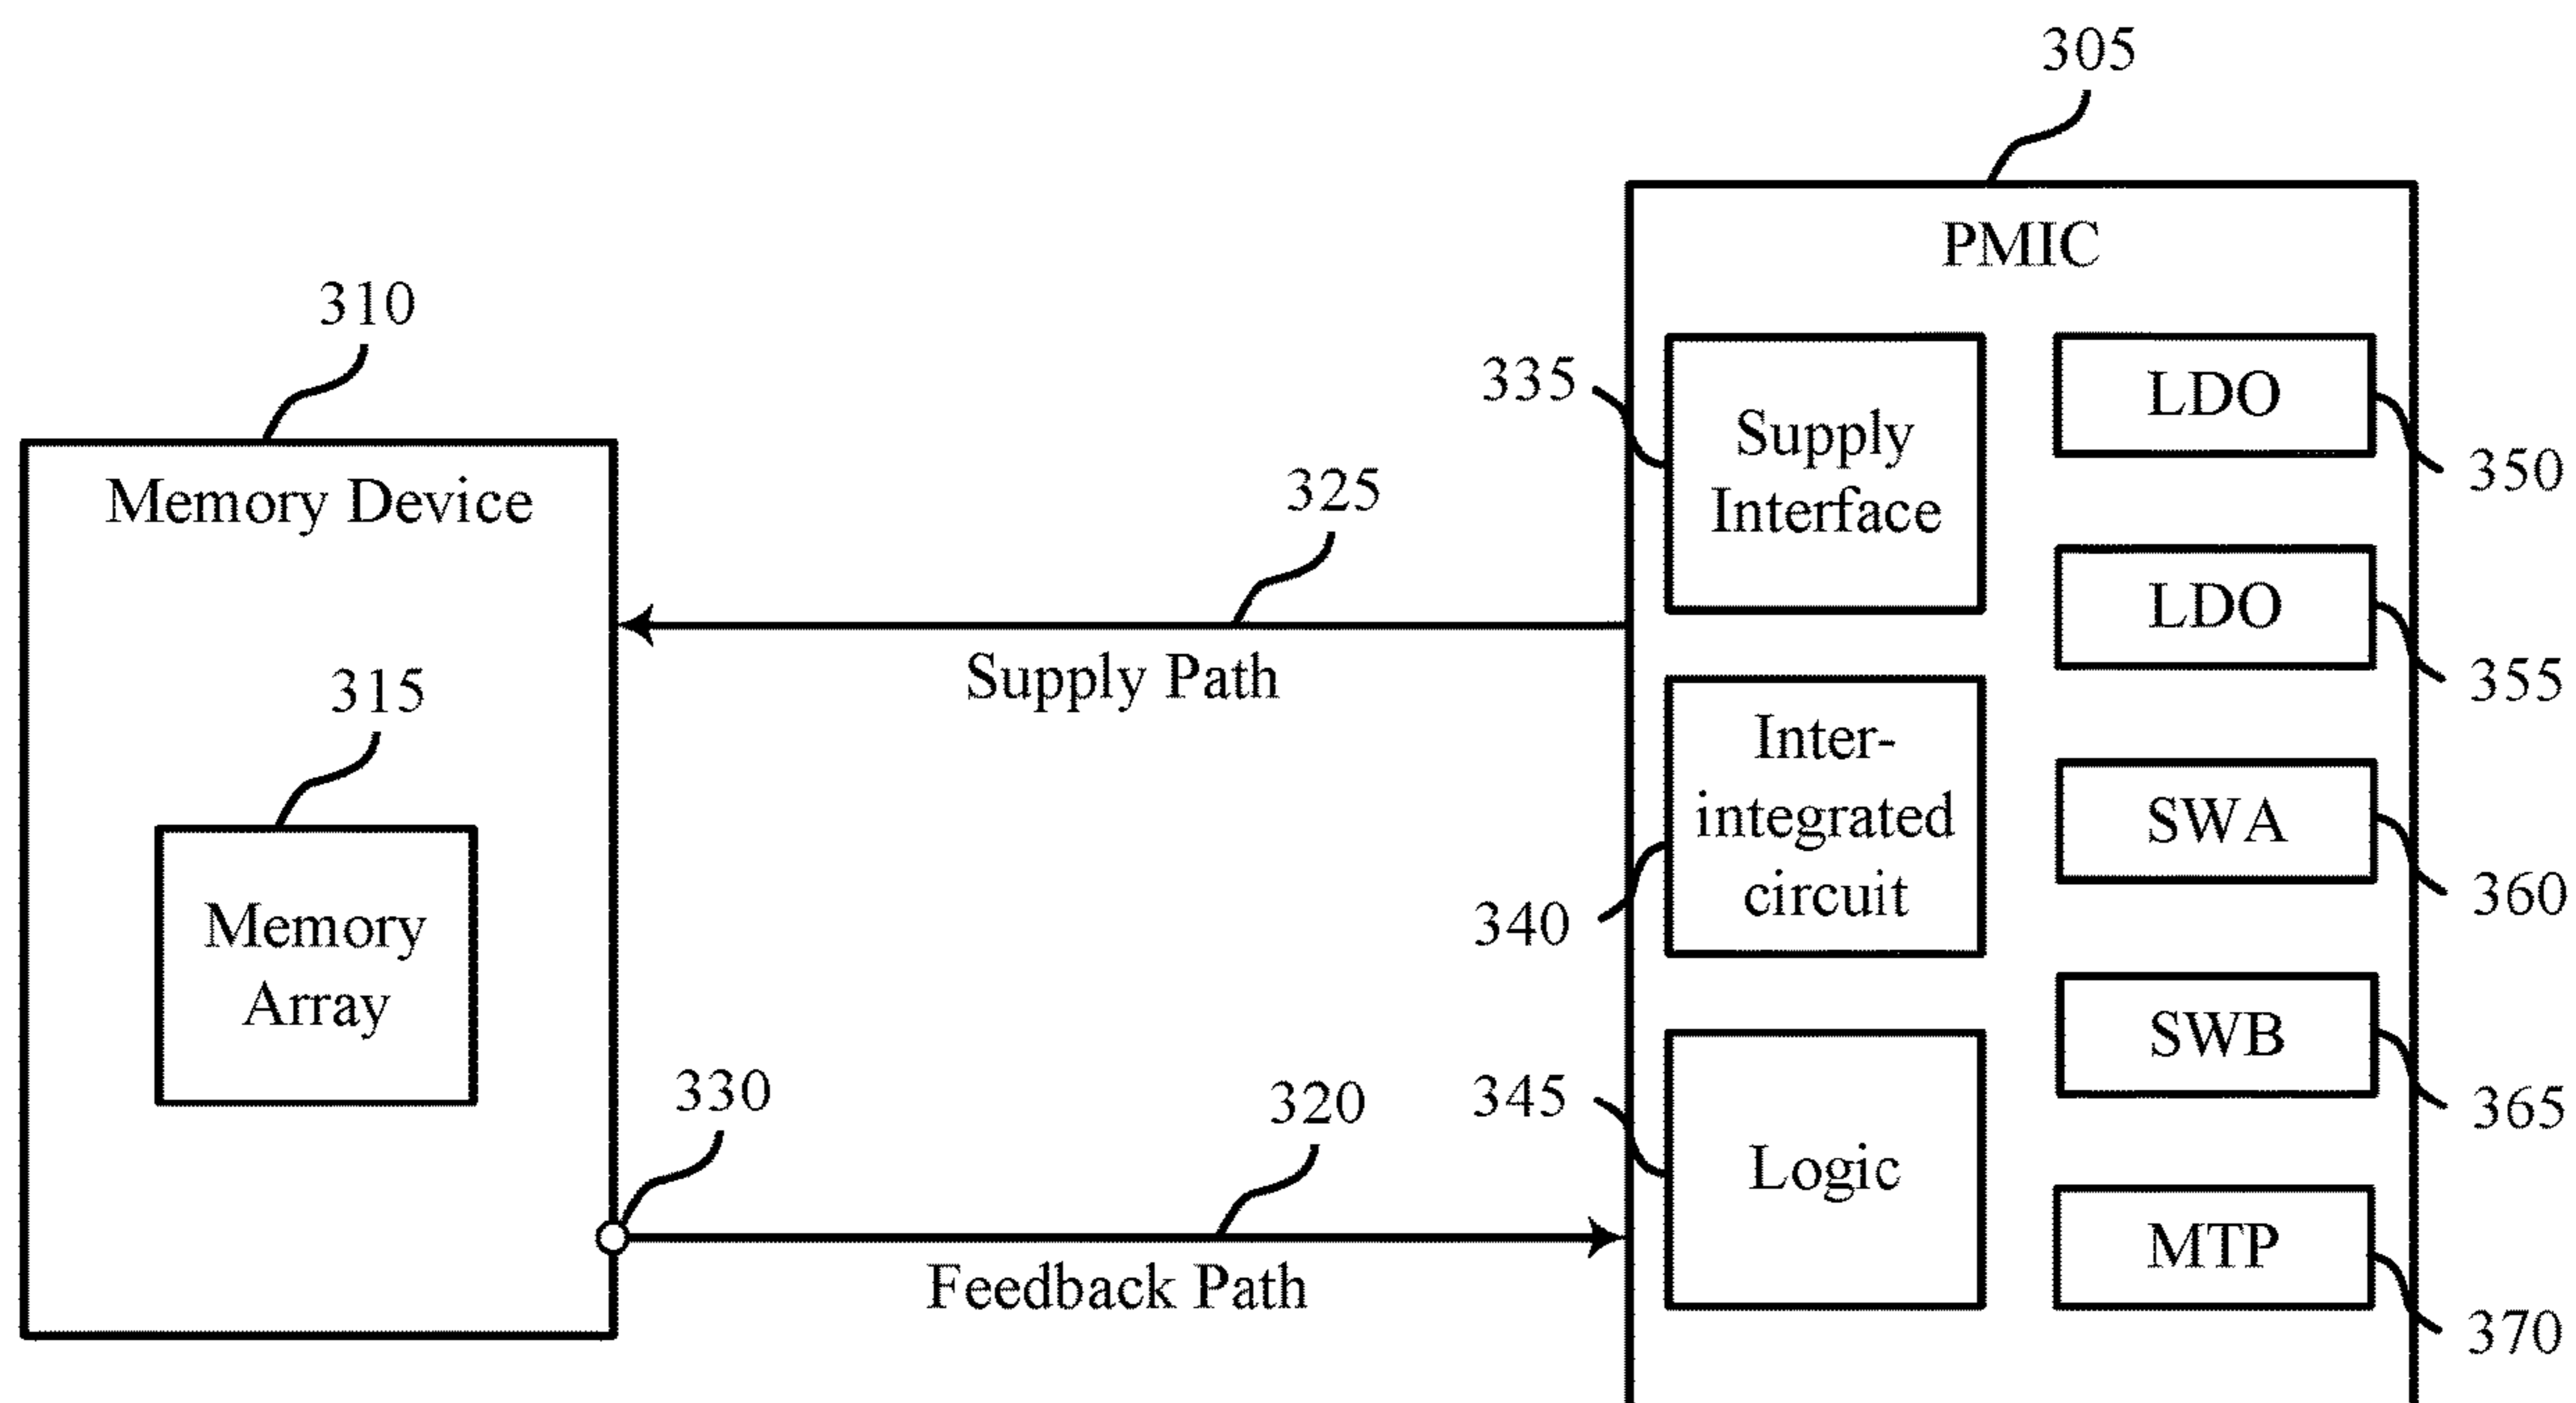 305
PMIC
310
335
Supply
Interface
LDO
350
Memory Device
325
LDO
355
Supply Path
315
Inter-
integrated
circuit
340
SWA
360
Memory
Array
SWB
365
330
320
345
Logic
MTP
370
Feedback Path